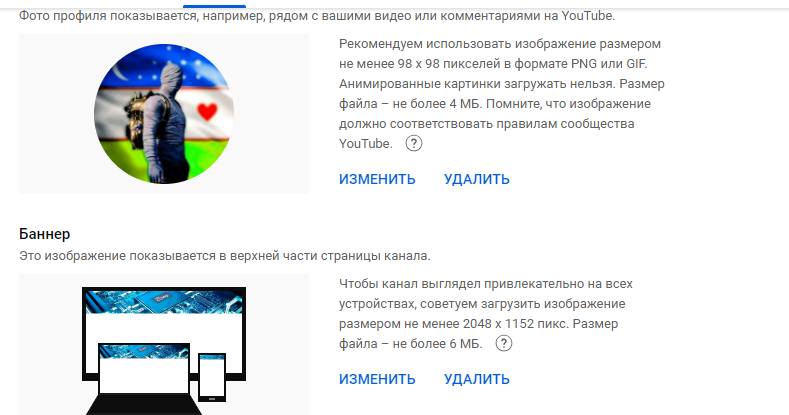 Фото профиля показывается, например, рядом с вашими видео или комментариями на YouTube.
Рекомендуем использовать изображение размером
не менее 98 x 98 пикселей в формате PNG или GIF.
Анимированные картинки загружать нельзя. Размер
файла – не более 4 МБ. Помните, что изображение
должно соответствовать правилам сообщества
YouTube. ?
ИЗМЕНИТЬ УДАЛИТЬ
Баннер
Это изображение показывается в верхней части страницы канала.
Чтобы канал выглядел привлекательно на всех
устройствах, советуем загрузить изображение
размером не менее 2048 x 1152 пикс. Размер
файла – не более 6 МБ. ?
ИЗМЕНИТЬ УДАЛИТЬ